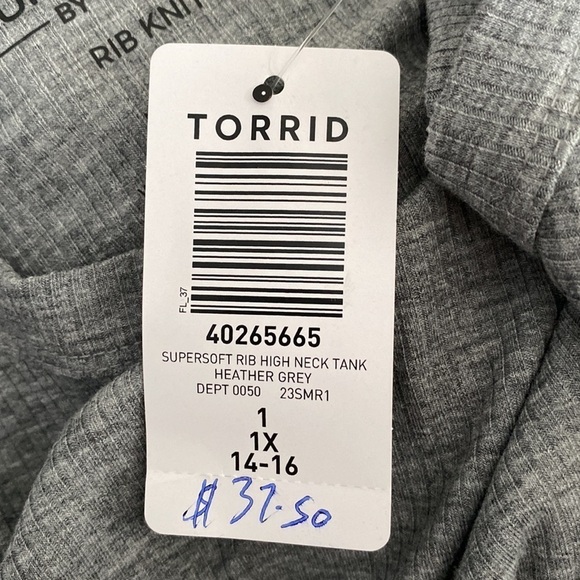 BY
RIB KNIT
TORRID
FL_37
40265665
SUPERSOFT RIB HIGH NECK TANK
HEATHER GREY
DEPT 0050 23SMR1
1
1X
14-16
$37.50